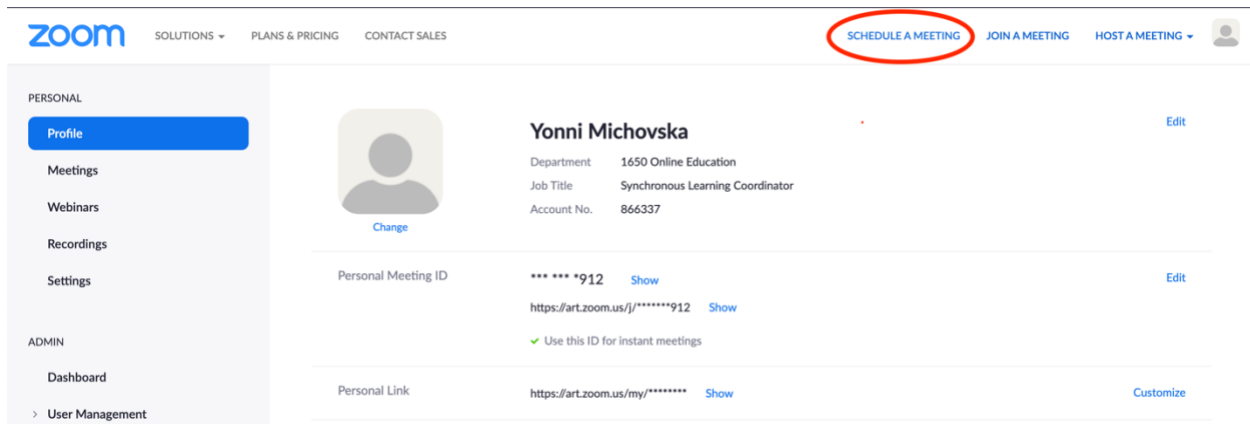 zoom SOLUTIONS PLANS & PRICING CONTACT SALES SCHEDULE A MEETING JOIN A MEETING HOST A MEETING
PERSONAL
Profile
Meetings
Webinars
Recordings
Settings
ADMIN
Dashboard
User Management
Change
Yonni Michovska
Edit
Department 1650 Online Education
Job Title Synchronous Learning Coordinator
Account No. 866337
Personal Meeting ID *** *** *912 Show Edit
https://art.zoom.us/j/*******912 Show
Use this ID for instant meetings
Personal Link https://art.zoom.us/my/******** Show Customize